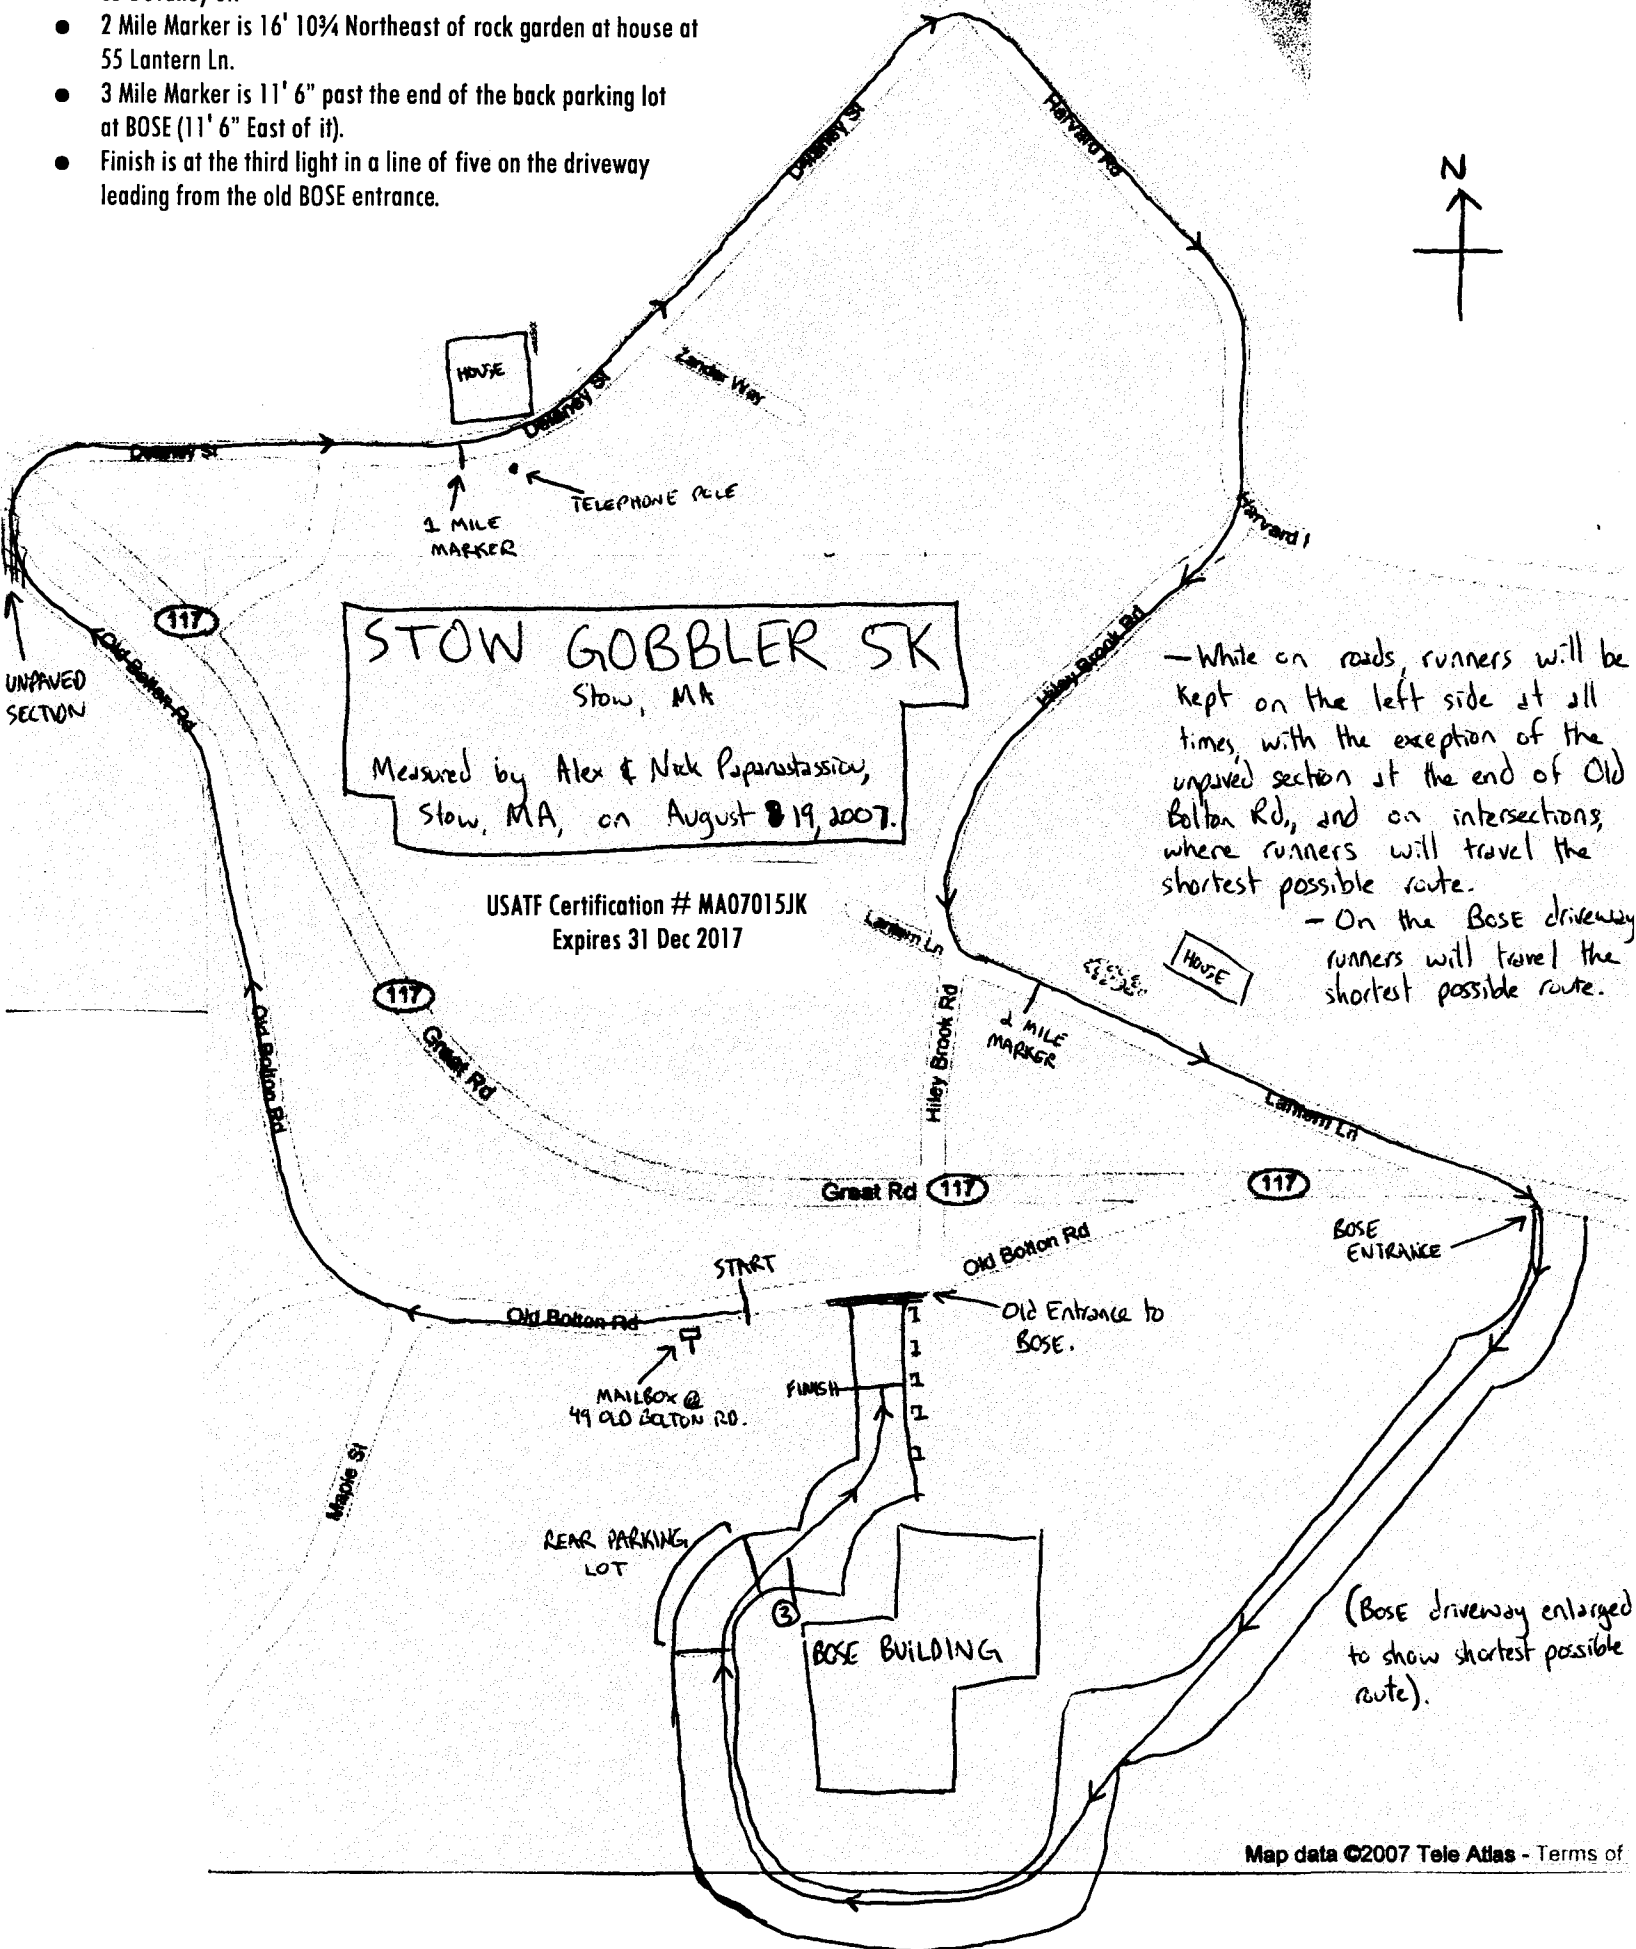 ● 2 Mile Marker is 16' 10¾ Northeast of rock garden at house at
55 Lantern Ln.
● 3 Mile Marker is 11' 6” past the end of the back parking lot
at BOSE (11' 6” East of it).
● Finish is at the third light in a line of five on the driveway
leading from the old BOSE entrance.
N
Delaney St
Harvard Rd
HOUSE
Delaney St
Zander Way
Delaney St
TELEPHONE POLE
1 MILE
MARKER
Harvard
117
UNPAVED
SECTION
Old Bolton Rd
STOW GOBBLER 5K
Stow, MA
Measured by Alex & Nick Papanastassiou,
Stow, MA, on August 19, 2007.
Hiley Brook Rd
— While on roads, runners will be
kept on the left side at all
times, with the exception of the
unpaved section at the end of Old
Bolton Rd., and on intersections,
where runners will travel the
shortest possible route.
- On the BOSE driveway
runners will travel the
shortest possible route.
USATF Certification # MA07015JK
Expires 31 Dec 2017
Lantern Ln
HOUSE
117
Great Rd
Old Bolton Rd
Hiley Brook Rd
2 MILE
MARKER
Lantern Ln
Great Rd 117
117
BOSE
ENTRANCE
Old Bolton Rd
START
Old Bolton Rd
Old Entrance to
BOSE.
FINISH
MAILBOX @
49 OLD BOLTON RD.
Maple St
REAR PARKING
LOT
3
BOSE BUILDING
(BOSE driveway enlarged
to show shortest possible
route).
Map data ©2007 Tele Atlas - Terms of